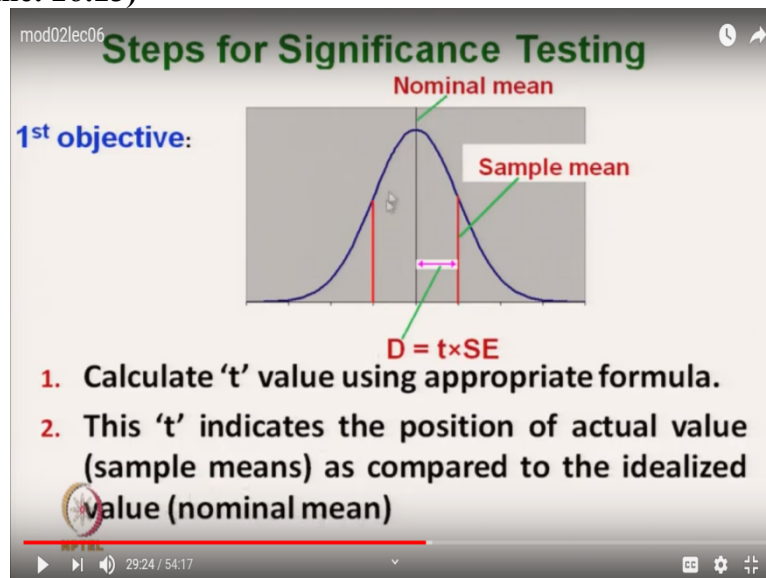 mod02lec06
Steps for Significance Testing
Nominal mean
1st objective:
Sample mean
D = t×SE
1. Calculate ‘t’ value using appropriate formula.
2. This ‘t’ indicates the position of actual value
(sample means) as compared to the idealized
value (nominal mean)
NPTEL
29:24 / 54:17
CC